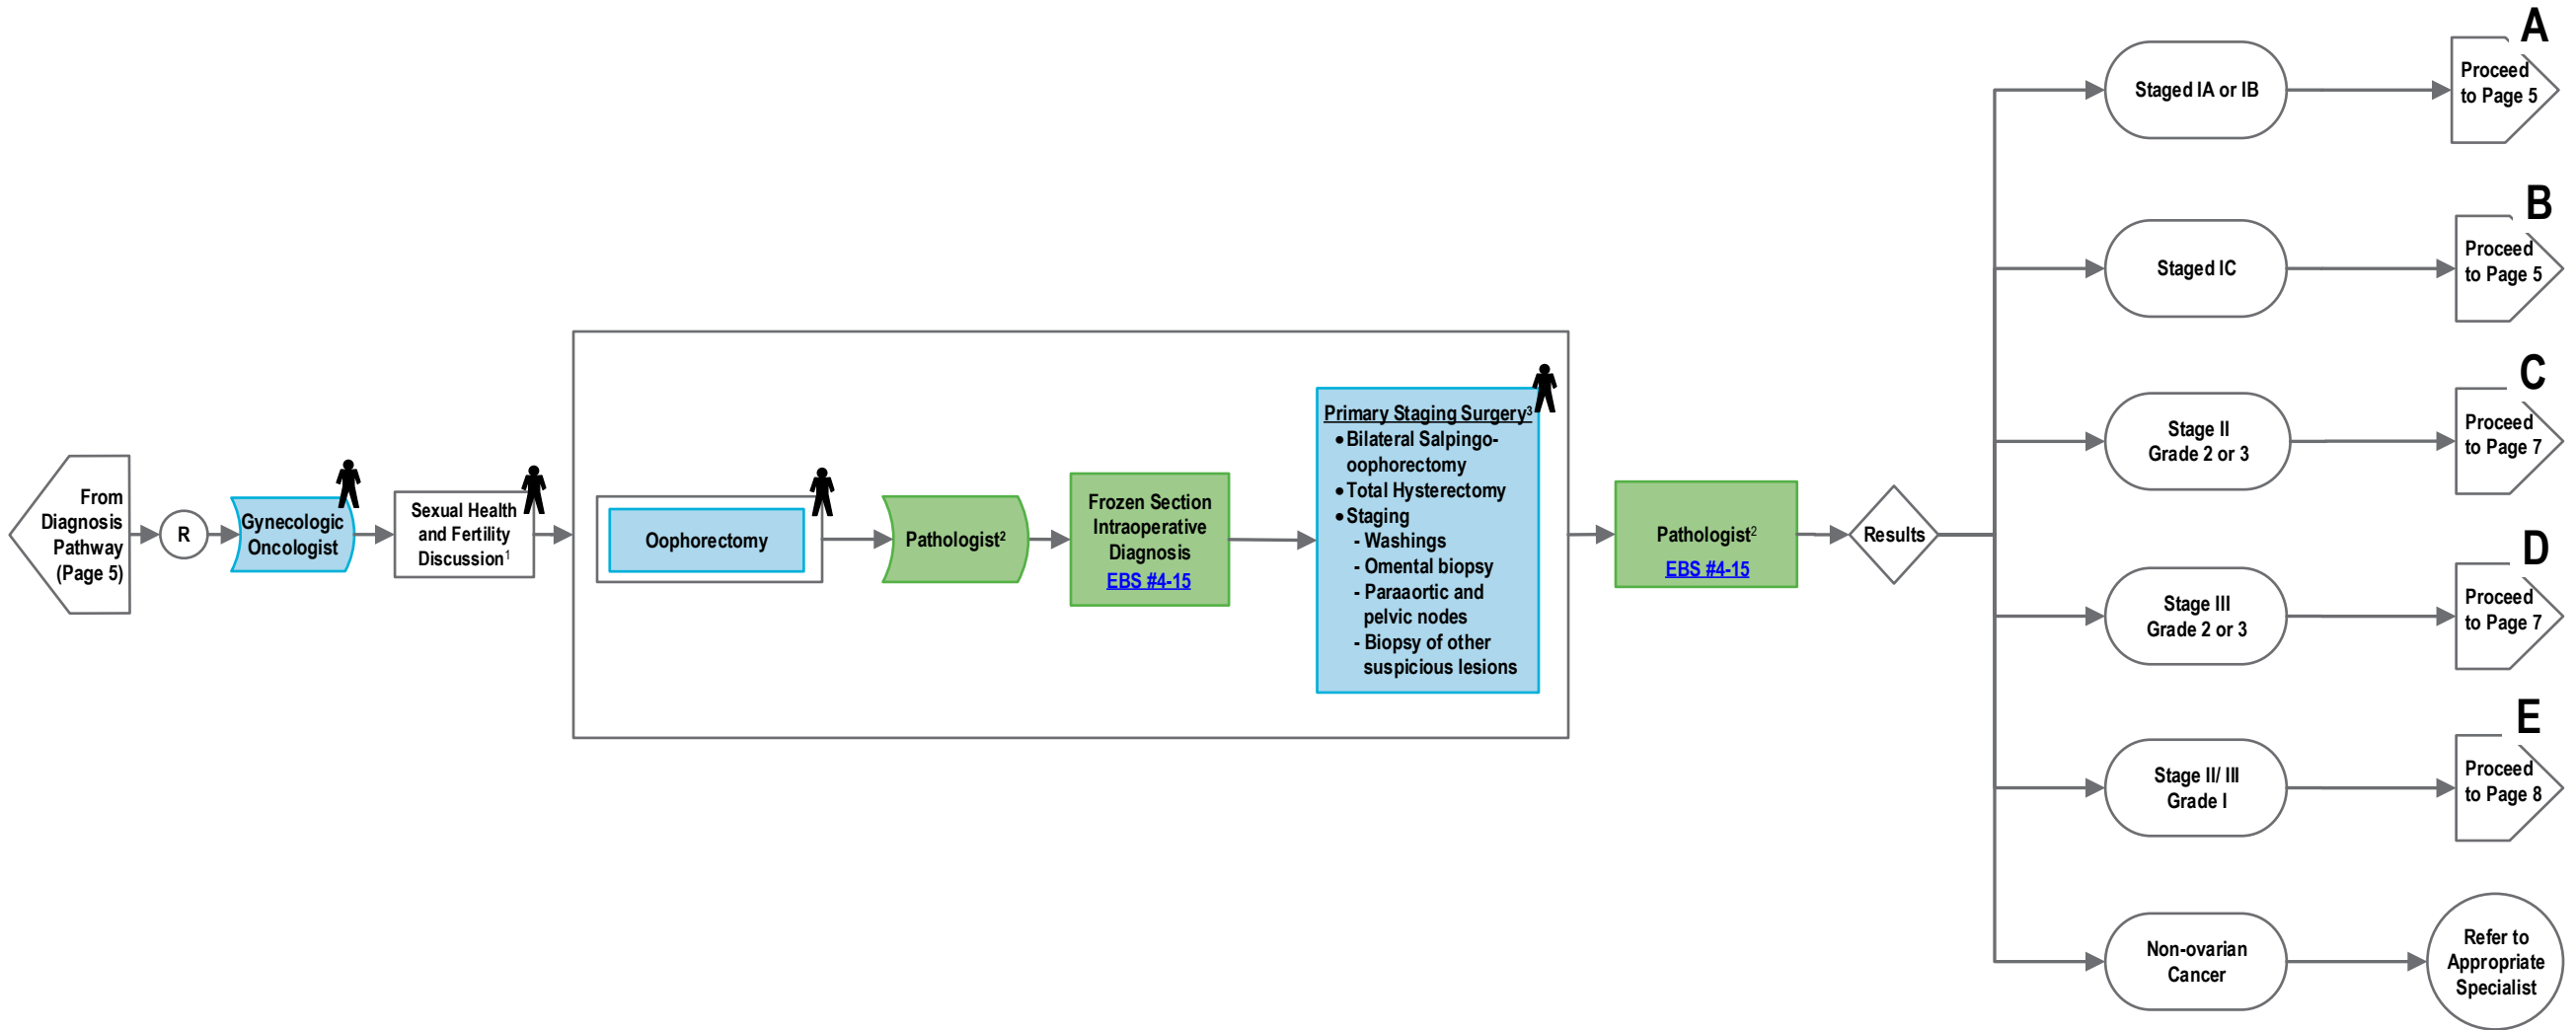 From
Diagnosis
Pathway
(Page 5)
R
Gynecologic
Oncologist
Sexual Health
and Fertility
Discussion1
Oophorectomy
Pathologist2
Frozen Section
Intraoperative
Diagnosis
EBS #4-15
Primary Staging Surgery3
•Bilateral Salpingo-
oophorectomy
•Total Hysterectomy
•Staging
- Washings
- Omental biopsy
- Paraaortic and
pelvic nodes
- Biopsy of other
suspicious lesions
Pathologist2
EBS #4-15
Results
Staged IA or IB
A
Proceed
to Page 5
Staged IC
B
Proceed
to Page 5
Stage II
Grade 2 or 3
C
Proceed
to Page 7
Stage III
Grade 2 or 3
D
Proceed
to Page 7
Stage II/ III
Grade I
E
Proceed
to Page 8
Non-ovarian
Cancer
Refer to
Appropriate
Specialist